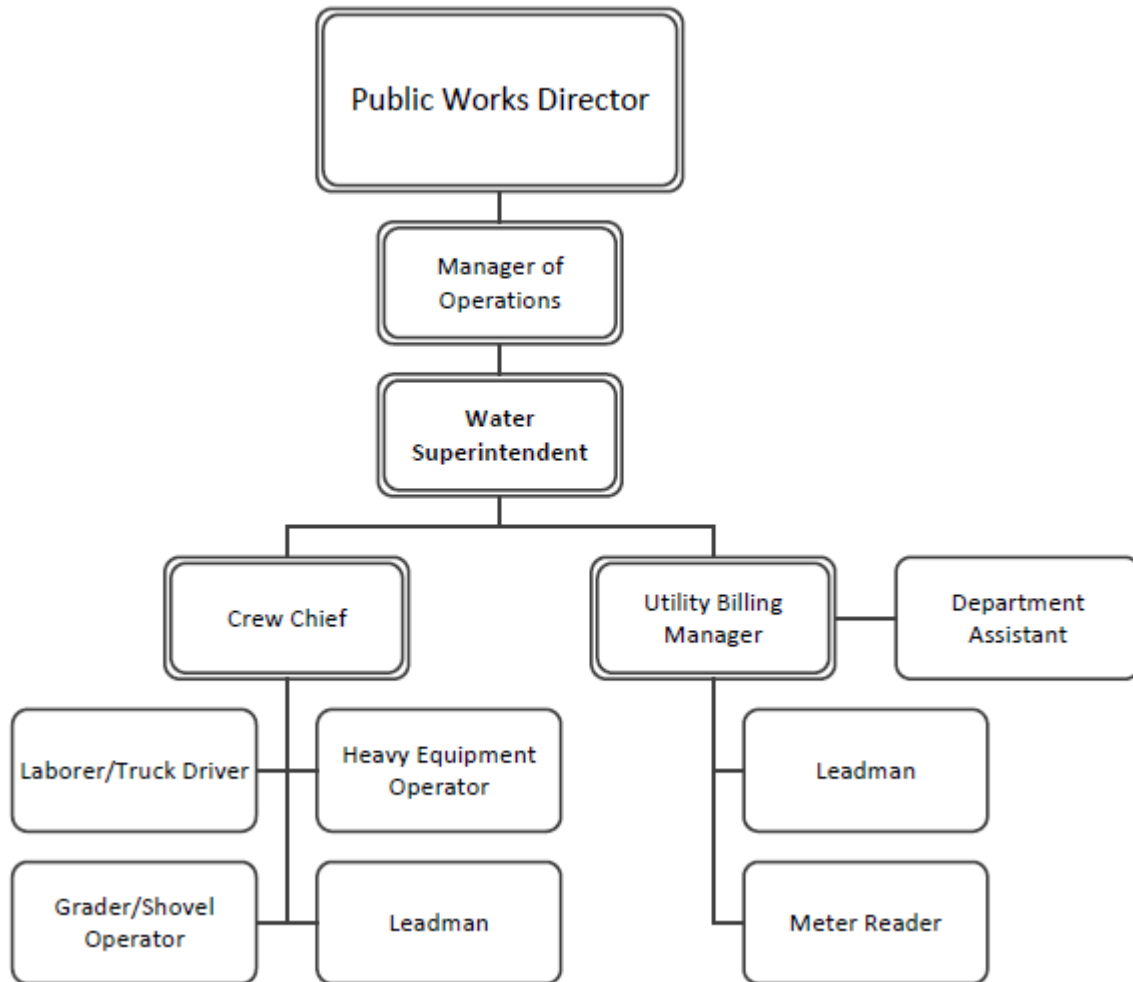 Public Works Director
Manager of
Operations
Water
Superintendent
Crew Chief
Utility Billing
Manager
Department
Assistant
Laborer/Truck Driver
Heavy Equipment
Operator
Leadman
Grader/Shovel
Operator
Leadman
Meter Reader